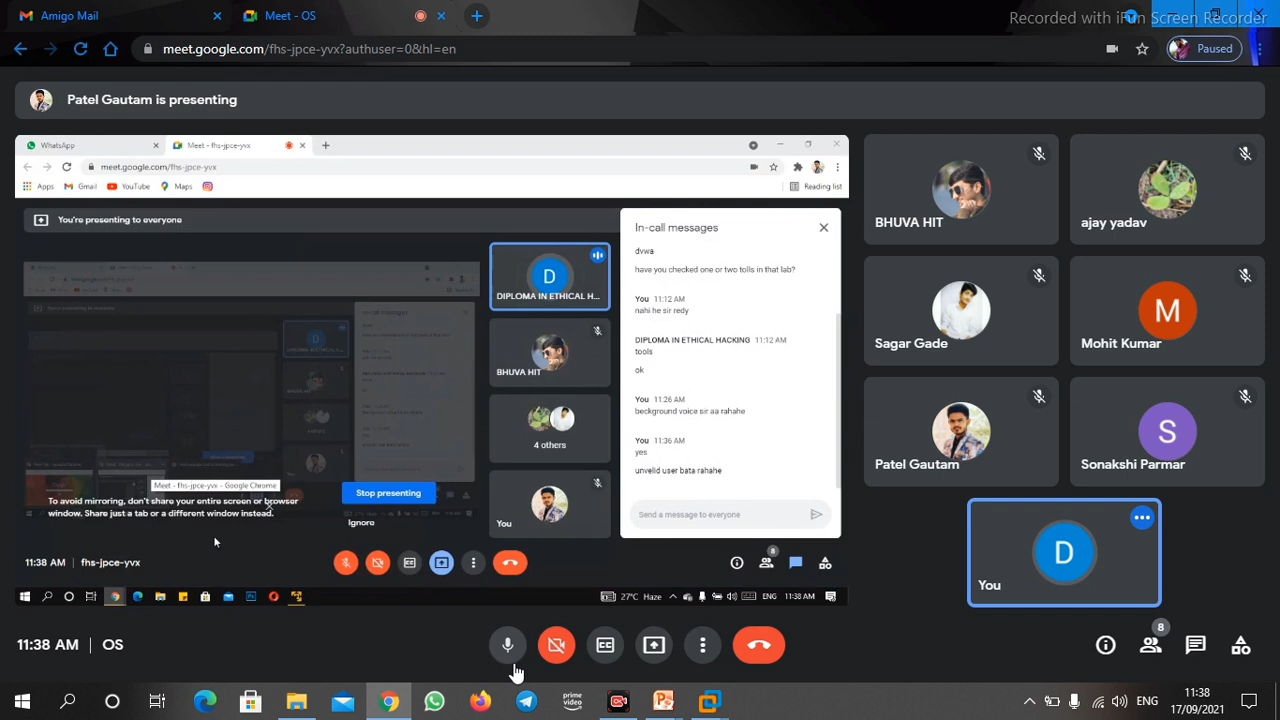 Amigo Mail
Meet - OS
Recorded with iFun Screen Recorder
meet.google.com/fhs-jpce-yvx?authuser=0&hl=en
Paused
Patel Gautam is presenting
WhatsApp
Meet - fhs-jpce-yvx
meet.google.com/fhs-jpce-yvx
Apps
Gmail
YouTube
Maps
Reading list
You're presenting to everyone
D
DIPLOMA IN ETHICAL H...
BHUVA HIT
4 others
You
Meet - fhs-jpce-yvx - Google Chrome
To avoid mirroring, don't share your entire screen or browser
window. Share just a tab or a different window instead.
Stop presenting
Ignore
In-call messages
dvwa
have you checked one or two tolls in that lab?
You 11:12 AM
nahi he sir redy
DIPLOMA IN ETHICAL HACKING 11:12 AM
tools
ok
You 11:26 AM
beckground voice sir aa rahahe
You 11:36 AM
yes
unvelid user bata rahahe
Send a message to everyone
11:38 AM
fhs-jpce-yvx
8
27°C Haze
ENG
11:38 AM
BHUVA HIT
ajay yadav
Sagar Gade
M
Mohit Kumar
Patel Gautam
S
Sonakshi Parmar
D
You
11:38 AM | OS
8
prime
video
ENG
11:38
17/09/2021